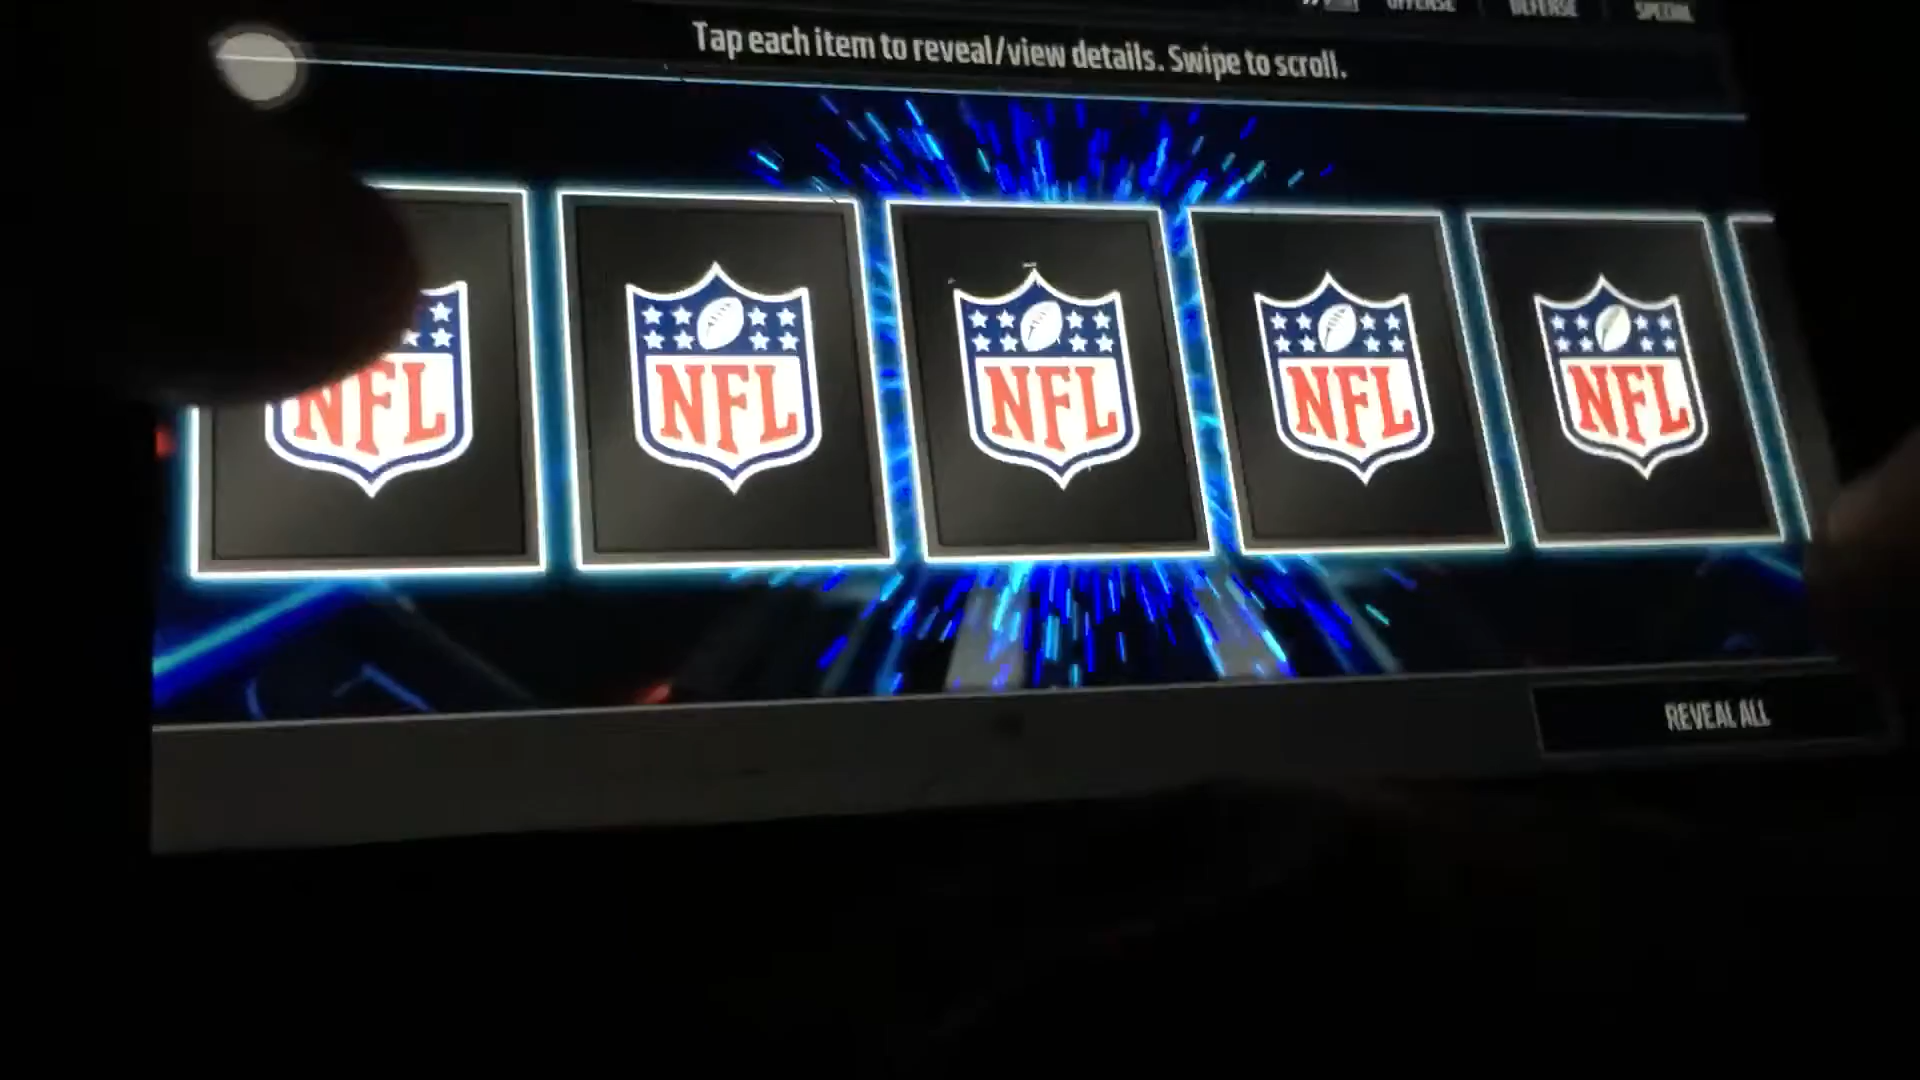 OFFENSE DEFENSE SPECIAL
Tap each item to reveal/view details. Swipe to scroll.
NFL NFL NFL NFL NFL
REVEAL ALL